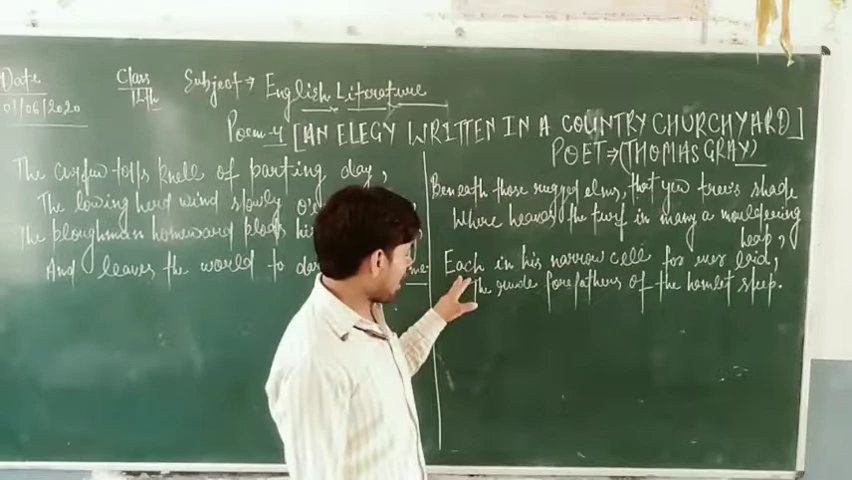 Date
01/06/2020
Class
12th
Subject → English Literature
Poem-4 [AN ELEGY WRITTEN IN A COUNTRY CHURCHYARD]
POET → (THOMAS GRAY)
The curfew tolls knell of parting day,
The lowing herd wind slowly o'e
The ploughman homeward plods hi
And leaves the world to dar me.
Beneath those rugged elms, that yew tree's shade
Where heaves the turf in many a mouldering
heap,
Each in his narrow cell for ever laid,
The rude forefathers of the hamlet sleep.